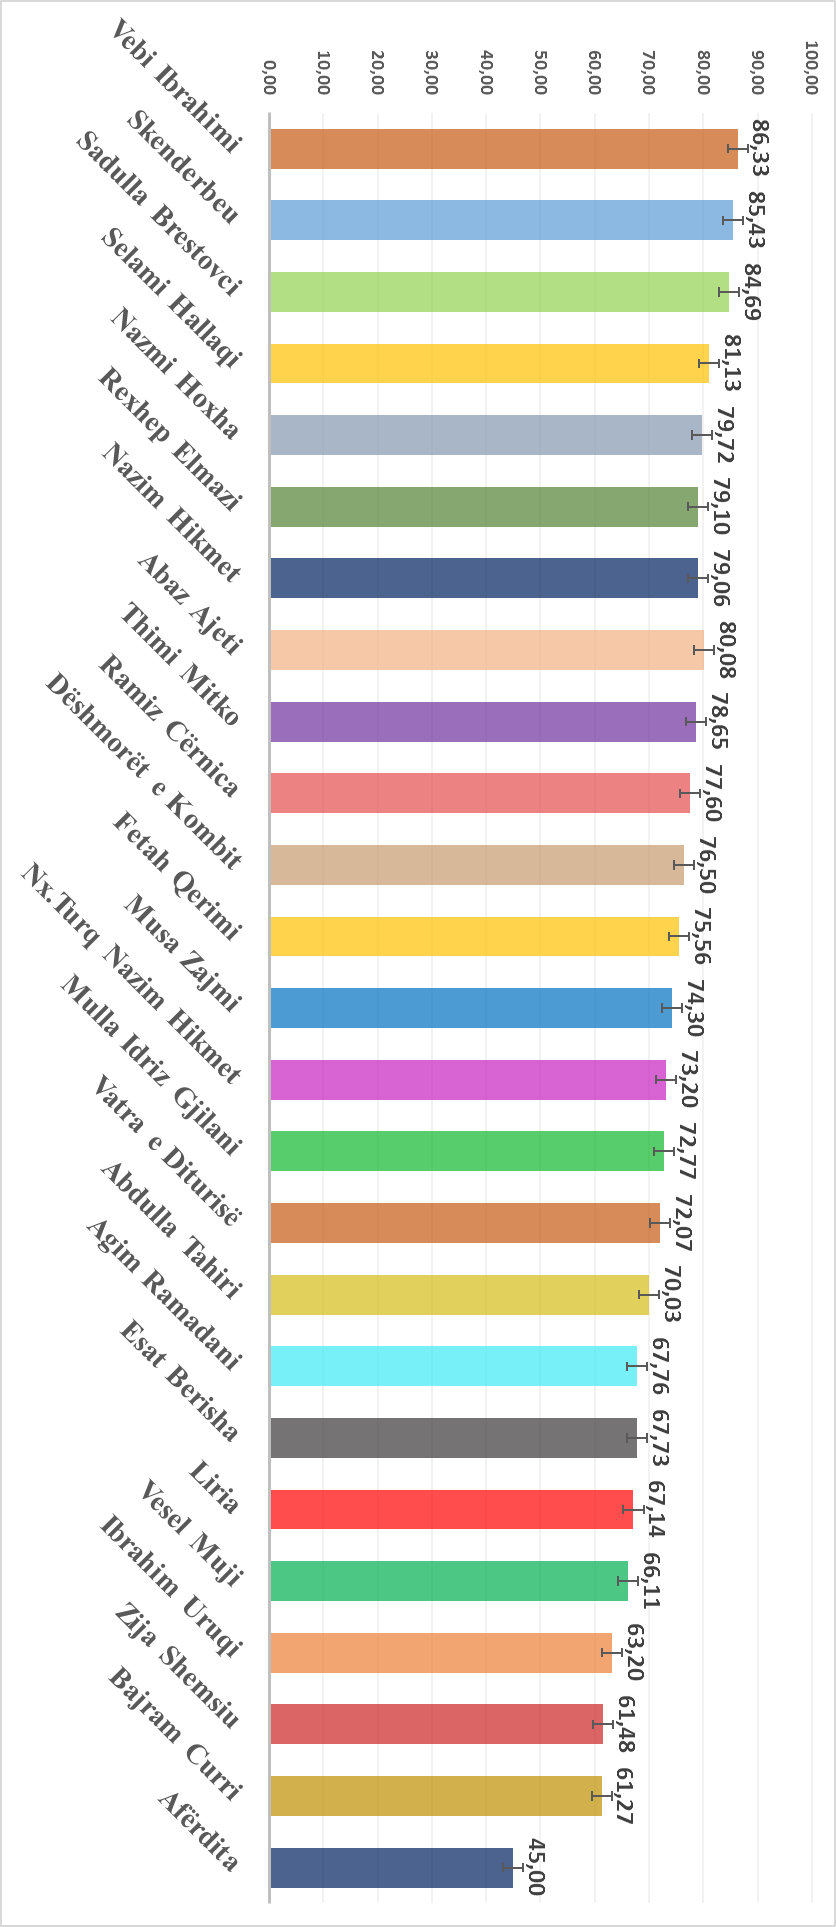 0,00
10,00
20,00
30,00
40,00
50,00
60,00
70,00
80,00
90,00
100,00
Vebi Ibrahimi
86,33
Skenderbeu
85,43
Sadulla Brestovci
84,69
Selami Hallaqi
81,13
Nazmi Hoxha
79,72
Rexhep Elmazi
79,10
Nazim Hikmet
79,06
Abaz Ajeti
80,08
Thimi Mitko
78,65
Ramiz Cërnica
77,60
Dëshmorët e Kombit
76,50
Fetah Qerimi
75,56
Musa Zajmi
74,30
Nx.Turq Nazim Hikmet
73,20
Mulla Idriz Gjilani
72,77
Vatra e Diturisë
72,07
Abdulla Tahiri
70,03
Agim Ramadani
67,76
Esat Berisha
67,73
Liria
67,14
Vesel Muji
66,11
Ibrahim Uruqi
63,20
Zija Shemsiu
61,48
Bajram Curri
61,27
Afërdita
45,00